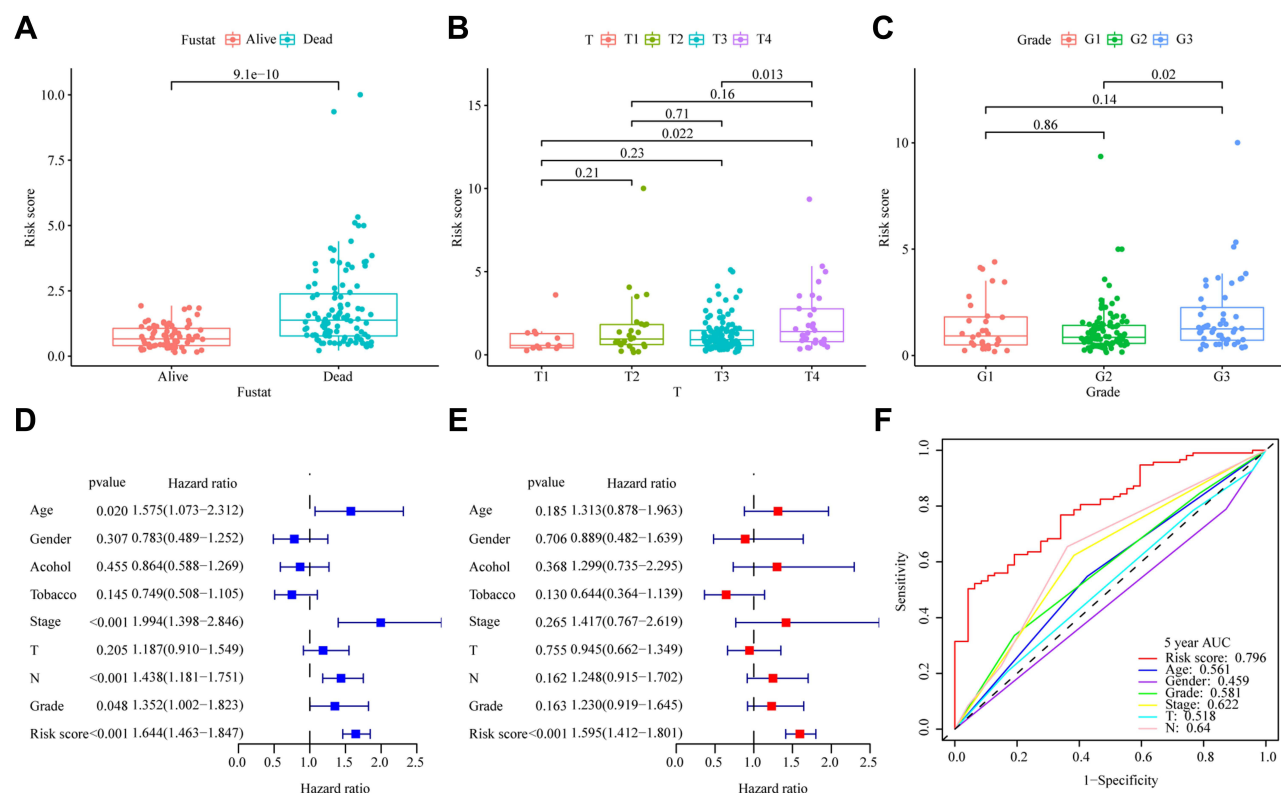 A
Fustat Alive Dead
9.1e−10
10.0
7.5
5.0
2.5
0.0
Risk score
Alive Dead
Fustat
B
T T1 T2 T3 T4
0.013
0.16
0.71
0.022
0.23
0.21
15
10
5
0
Risk score
T1 T2 T3 T4
T
C
Grade G1 G2 G3
0.02
0.14
0.86
10
5
0
Risk score
G1 G2 G3
Grade
D
pvalue Hazard ratio
Age 0.020 1.575(1.073−2.312)
Gender 0.307 0.783(0.489−1.252)
Acohol 0.455 0.864(0.588−1.269)
Tobacco 0.145 0.749(0.508−1.105)
Stage <0.001 1.994(1.398−2.846)
T 0.205 1.187(0.910−1.549)
N <0.001 1.438(1.181−1.751)
Grade 0.048 1.352(1.002−1.823)
Risk score <0.001 1.644(1.463−1.847)
0.0 0.5 1.0 1.5 2.0 2.5
Hazard ratio
E
pvalue Hazard ratio
Age 0.185 1.313(0.878−1.963)
Gender 0.706 0.889(0.482−1.639)
Acohol 0.368 1.299(0.735−2.295)
Tobacco 0.130 0.644(0.364−1.139)
Stage 0.265 1.417(0.767−2.619)
T 0.755 0.945(0.662−1.349)
N 0.162 1.248(0.915−1.702)
Grade 0.163 1.230(0.919−1.645)
Risk score <0.001 1.595(1.412−1.801)
0.0 0.5 1.0 1.5 2.0 2.5
Hazard ratio
F
1.0
0.8
0.6
0.4
0.2
0.0
Sensitivity
5 year AUC
Risk score: 0.796
Age: 0.561
Gender: 0.459
Grade: 0.581
Stage: 0.622
T: 0.518
N: 0.64
0.0 0.2 0.4 0.6 0.8 1.0
1−Specificity